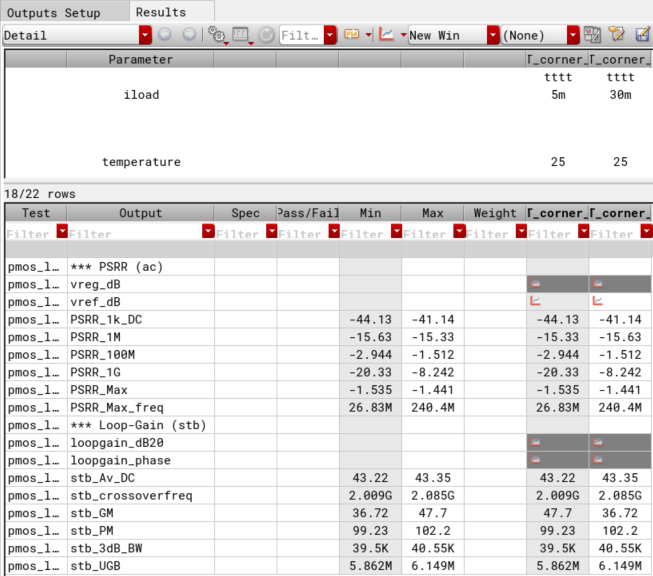 Outputs Setup Results
Detail Filt… New Win (None)
Parameter T_corner_ T_corner_
tttt tttt
iload 5m 30m
temperature 25 25
18/22 rows
Test Output Spec Pass/Fail Min Max Weight T_corner_ T_corner_
Filter Filter Filter Filter Filter Filter Filter Filter Filter
pmos_l… *** PSRR (ac)
pmos_l… vreg_dB
pmos_l… vref_dB
pmos_l… PSRR_1k_DC -44.13 -41.14 -44.13 -41.14
pmos_l… PSRR_1M -15.63 -15.33 -15.33 -15.63
pmos_l… PSRR_100M -2.944 -1.512 -2.944 -1.512
pmos_l… PSRR_1G -20.33 -8.242 -20.33 -8.242
pmos_l… PSRR_Max -1.535 -1.441 -1.535 -1.441
pmos_l… PSRR_Max_freq 26.83M 240.4M 26.83M 240.4M
pmos_l… *** Loop-Gain (stb)
pmos_l… loopgain_dB20
pmos_l… loopgain_phase
pmos_l… stb_Av_DC 43.22 43.35 43.22 43.35
pmos_l… stb_crossoverfreq 2.009G 2.085G 2.009G 2.085G
pmos_l… stb_GM 36.72 47.7 47.7 36.72
pmos_l… stb_PM 99.23 102.2 99.23 102.2
pmos_l… stb_3dB_BW 39.5K 40.55K 39.5K 40.55K
pmos_l… stb_UGB 5.862M 6.149M 5.862M 6.149M